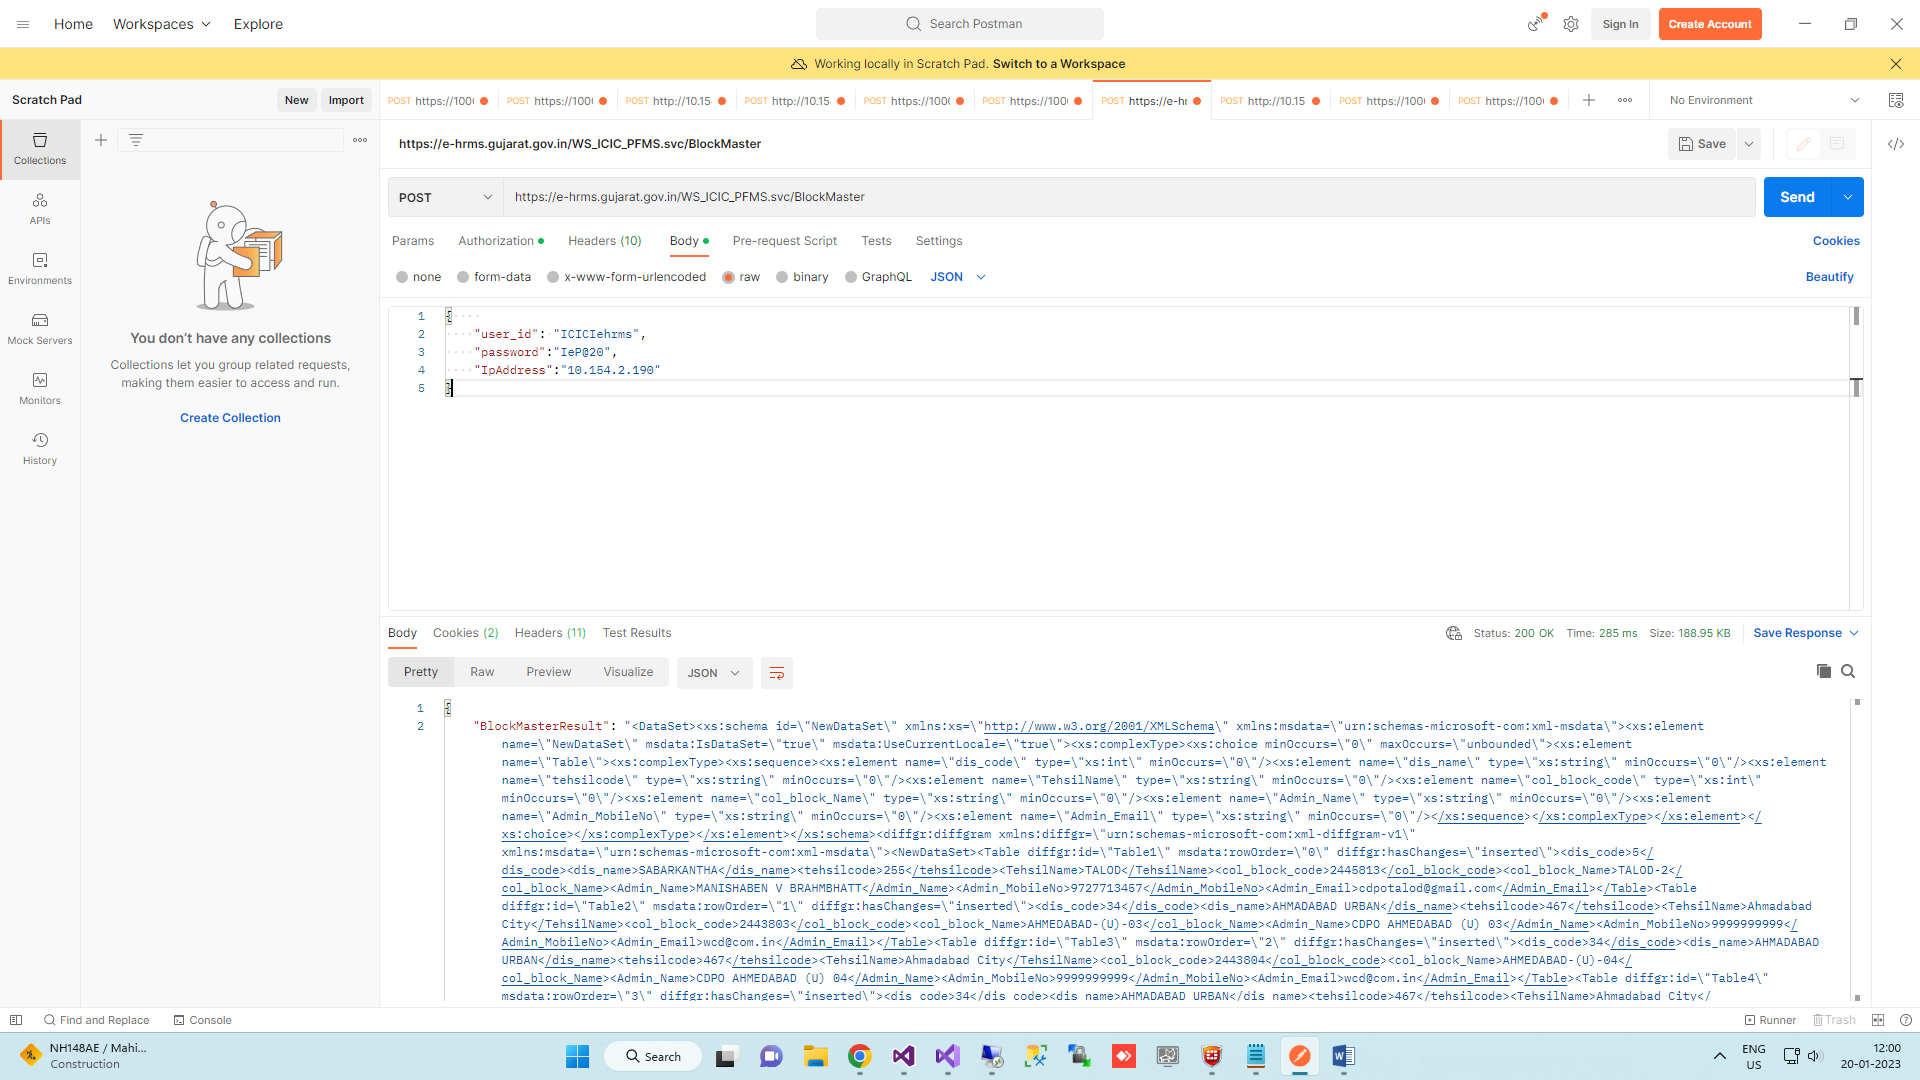 Home Workspaces Explore Search Postman Sign In Create Account
Working locally in Scratch Pad. Switch to a Workspace
Scratch Pad New Import POST https://100( POST https://100( POST http://10.15 POST http://10.15 POST https://100( POST https://100( POST https://e-hr POST http://10.15 POST https://100( POST https://100( No Environment
https://e-hrms.gujarat.gov.in/WS_ICIC_PFMS.svc/BlockMaster Save
Collections
APIs
Environments
Mock Servers
Monitors
History
You don't have any collections
Collections let you group related requests,
making them easier to access and run.
Create Collection
POST https://e-hrms.gujarat.gov.in/WS_ICIC_PFMS.svc/BlockMaster Send
Params Authorization Headers (10) Body Pre-request Script Tests Settings Cookies
none form-data x-www-form-urlencoded raw binary GraphQL JSON Beautify
1 {
2 "user_id": "ICICIehrms",
3 "password":"IeP@20",
4 "IpAddress":"10.154.2.190"
5 }
Body Cookies (2) Headers (11) Test Results Status: 200 OK Time: 285 ms Size: 188.95 KB Save Response
Pretty Raw Preview Visualize JSON
1 {
2 "BlockMasterResult": "<DataSet><xs:schema id=\"NewDataSet\" xmlns:xs=\"http://www.w3.org/2001/XMLSchema\" xmlns:msdata=\"urn:schemas-microsoft-com:xml-msdata\"><xs:element
name=\"NewDataSet\" msdata:IsDataSet=\"true\" msdata:UseCurrentLocale=\"true\"><xs:complexType><xs:choice minOccurs=\"0\" maxOccurs=\"unbounded\"><xs:element
name=\"Table\"><xs:complexType><xs:sequence><xs:element name=\"dis_code\" type=\"xs:int\" minOccurs=\"0\"/><xs:element name=\"dis_name\" type=\"xs:string\" minOccurs=\"0\"/><xs:element
name=\"tehsilcode\" type=\"xs:string\" minOccurs=\"0\"/><xs:element name=\"TehsilName\" type=\"xs:string\" minOccurs=\"0\"/><xs:element name=\"col_block_code\" type=\"xs:int\"
minOccurs=\"0\"/><xs:element name=\"col_block_Name\" type=\"xs:string\" minOccurs=\"0\"/><xs:element name=\"Admin_Name\" type=\"xs:string\" minOccurs=\"0\"/><xs:element
name=\"Admin_MobileNo\" type=\"xs:string\" minOccurs=\"0\"/><xs:element name=\"Admin_Email\" type=\"xs:string\" minOccurs=\"0\"/></xs:sequence></xs:complexType></xs:element></
xs:choice></xs:complexType></xs:element></xs:schema><diffgr:diffgram xmlns:diffgr=\"urn:schemas-microsoft-com:xml-diffgram-v1\"
xmlns:msdata=\"urn:schemas-microsoft-com:xml-msdata\"><NewDataSet><Table diffgr:id=\"Table1\" msdata:rowOrder=\"0\" diffgr:hasChanges=\"inserted\"><dis_code>5</
dis_code><dis_name>SABARKANTHA</dis_name><tehsilcode>255</tehsilcode><TehsilName>TALOD</TehsilName><col_block_code>2445813</col_block_code><col_block_Name>TALOD-2</
col_block_Name><Admin_Name>MANISHABEN V BRAHMBHATT</Admin_Name><Admin_MobileNo>9727713457</Admin_MobileNo><Admin_Email>cdpotalod@gmail.com</Admin_Email></Table><Table
diffgr:id=\"Table2\" msdata:rowOrder=\"1\" diffgr:hasChanges=\"inserted\"><dis_code>34</dis_code><dis_name>AHMADABAD URBAN</dis_name><tehsilcode>467</tehsilcode><TehsilName>Ahmadabad
City</TehsilName><col_block_code>2443803</col_block_code><col_block_Name>AHMEDABAD-(U)-03</col_block_Name><Admin_Name>CDPO AHMEDABAD (U) 03</Admin_Name><Admin_MobileNo>9999999999</
Admin_MobileNo><Admin_Email>wcd@com.in</Admin_Email></Table><Table diffgr:id=\"Table3\" msdata:rowOrder=\"2\" diffgr:hasChanges=\"inserted\"><dis_code>34</dis_code><dis_name>AHMADABAD
URBAN</dis_name><tehsilcode>467</tehsilcode><TehsilName>Ahmadabad City</TehsilName><col_block_code>2443804</col_block_code><col_block_Name>AHMEDABAD-(U)-04</
col_block_Name><Admin_Name>CDPO AHMEDABAD (U) 04</Admin_Name><Admin_MobileNo>9999999999</Admin_MobileNo><Admin_Email>wcd@com.in</Admin_Email></Table><Table diffgr:id=\"Table4\"
msdata:rowOrder=\"3\" diffgr:hasChanges=\"inserted\"><dis_code>34</dis_code><dis_name>AHMADABAD URBAN</dis_name><tehsilcode>467</tehsilcode><TehsilName>Ahmadabad City</
Find and Replace Console Runner Trash
NH148AE / Mahi...
Construction
Search
ENG
US
12:00
20-01-2023